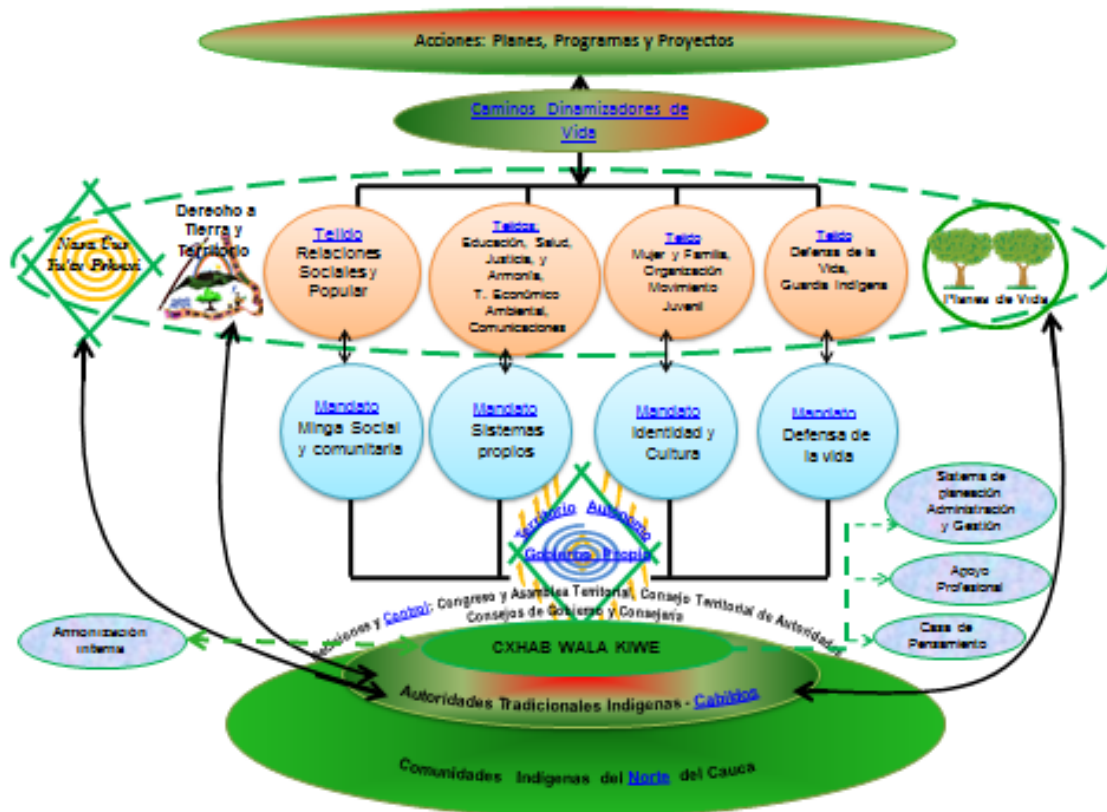 Acciones: Planes, Programas y Proyectos
Caminos Dinamizadores de
Vida
Derecho a
Tierra y
Territorio
Tejido
Relaciones
Sociales y
Popular
Tejidos:
Educación, Salud,
Justicia, y
Armonía,
T. Económico
Ambiental,
Comunicaciones
Tejido
Mujer y Familia,
Organización
Movimiento
Juvenil
Tejido
Defensa de la
Vida,
Guardia Indígena
Planes de Vida
Mandato
Minga Social
y comunitaria
Mandato
Sistemas
propios
Mandato
Identidad y
Cultura
Mandato
Defensa de
la vida
Territorio Autónomo
Gobierno Propio
Sistema de
planeación
Administración
y Gestión
Apoyo
Profesional
Casa de
Pensamiento
Armonización
interna
Decisiones y Control: Congreso y Asamblea Territorial, Consejo Territorial de Autoridades
Consejos de Gobierno y Consejería
CXHAB WALA KIWE
Autoridades Tradicionales Indígenas - Cabildos
Comunidades Indígenas del Norte del Cauca